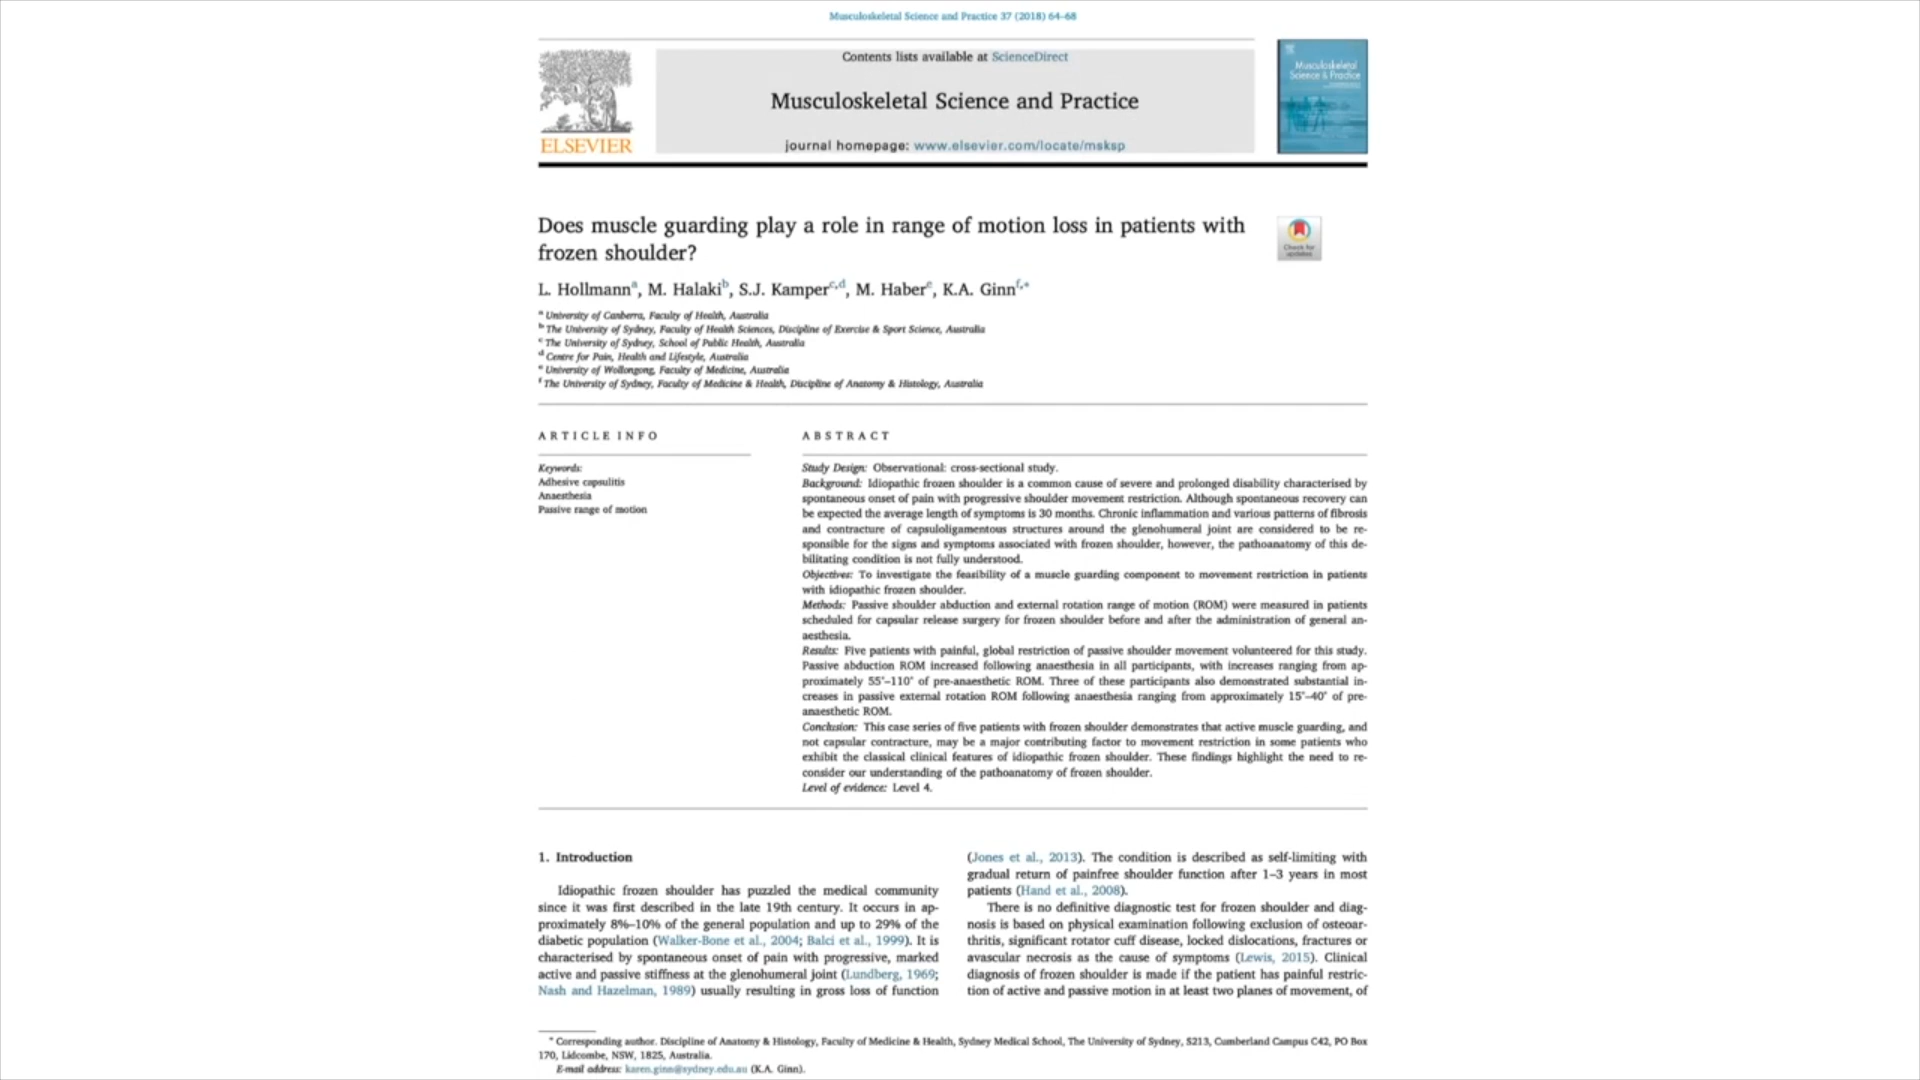 Musculoskeletal Science and Practice 37 (2018) 64–68
Contents lists available at ScienceDirect
Musculoskeletal Science and Practice
journal homepage: www.elsevier.com/locate/msksp
ELSEVIER
Musculoskeletal
Science & Practice
Does muscle guarding play a role in range of motion loss in patients with
frozen shoulder?
Check for
updates
L. Hollmannᵃ, M. Halakiᵇ, S.J. Kamperᶜ,ᵈ, M. Haberᵉ, K.A. Ginnᶠ,*
ᵃ University of Canberra, Faculty of Health, Australia
ᵇ The University of Sydney, Faculty of Health Sciences, Discipline of Exercise & Sport Science, Australia
ᶜ The University of Sydney, School of Public Health, Australia
ᵈ Centre for Pain, Health and Lifestyle, Australia
ᵉ University of Wollongong, Faculty of Medicine, Australia
ᶠ The University of Sydney, Faculty of Medicine & Health, Discipline of Anatomy & Histology, Australia
ARTICLE INFO
Keywords:
Adhesive capsulitis
Anaesthesia
Passive range of motion
ABSTRACT
Study Design: Observational: cross-sectional study.
Background: Idiopathic frozen shoulder is a common cause of severe and prolonged disability characterised by
spontaneous onset of pain with progressive shoulder movement restriction. Although spontaneous recovery can
be expected the average length of symptoms is 30 months. Chronic inflammation and various patterns of fibrosis
and contracture of capsuloligamentous structures around the glenohumeral joint are considered to be re-
sponsible for the signs and symptoms associated with frozen shoulder, however, the pathoanatomy of this de-
bilitating condition is not fully understood.
Objectives: To investigate the feasibility of a muscle guarding component to movement restriction in patients
with idiopathic frozen shoulder.
Methods: Passive shoulder abduction and external rotation range of motion (ROM) were measured in patients
scheduled for capsular release surgery for frozen shoulder before and after the administration of general an-
aesthesia.
Results: Five patients with painful, global restriction of passive shoulder movement volunteered for this study.
Passive abduction ROM increased following anaesthesia in all participants, with increases ranging from ap-
proximately 55°–110° of pre-anaesthetic ROM. Three of these participants also demonstrated substantial in-
creases in passive external rotation ROM following anaesthesia ranging from approximately 15°–40° of pre-
anaesthetic ROM.
Conclusion: This case series of five patients with frozen shoulder demonstrates that active muscle guarding, and
not capsular contracture, may be a major contributing factor to movement restriction in some patients who
exhibit the classical clinical features of idiopathic frozen shoulder. These findings highlight the need to re-
consider our understanding of the pathoanatomy of frozen shoulder.
Level of evidence: Level 4.
1. Introduction
Idiopathic frozen shoulder has puzzled the medical community
since it was first described in the late 19th century. It occurs in ap-
proximately 8%–10% of the general population and up to 29% of the
diabetic population (Walker-Bone et al., 2004; Balci et al., 1999). It is
characterised by spontaneous onset of pain with progressive, marked
active and passive stiffness at the glenohumeral joint (Lundberg, 1969;
Nash and Hazelman, 1989) usually resulting in gross loss of function
(Jones et al., 2013). The condition is described as self-limiting with
gradual return of painfree shoulder function after 1–3 years in most
patients (Hand et al., 2008).
There is no definitive diagnostic test for frozen shoulder and diag-
nosis is based on physical examination following exclusion of osteoar-
thritis, significant rotator cuff disease, locked dislocations, fractures or
avascular necrosis as the cause of symptoms (Lewis, 2015). Clinical
diagnosis of frozen shoulder is made if the patient has painful restric-
tion of active and passive motion in at least two planes of movement, of
* Corresponding author. Discipline of Anatomy & Histology, Faculty of Medicine & Health, Sydney Medical School, The University of Sydney, S213, Cumberland Campus C42, PO Box
170, Lidcombe, NSW, 1825, Australia.
E-mail address: karen.ginn@sydney.edu.au (K.A. Ginn).